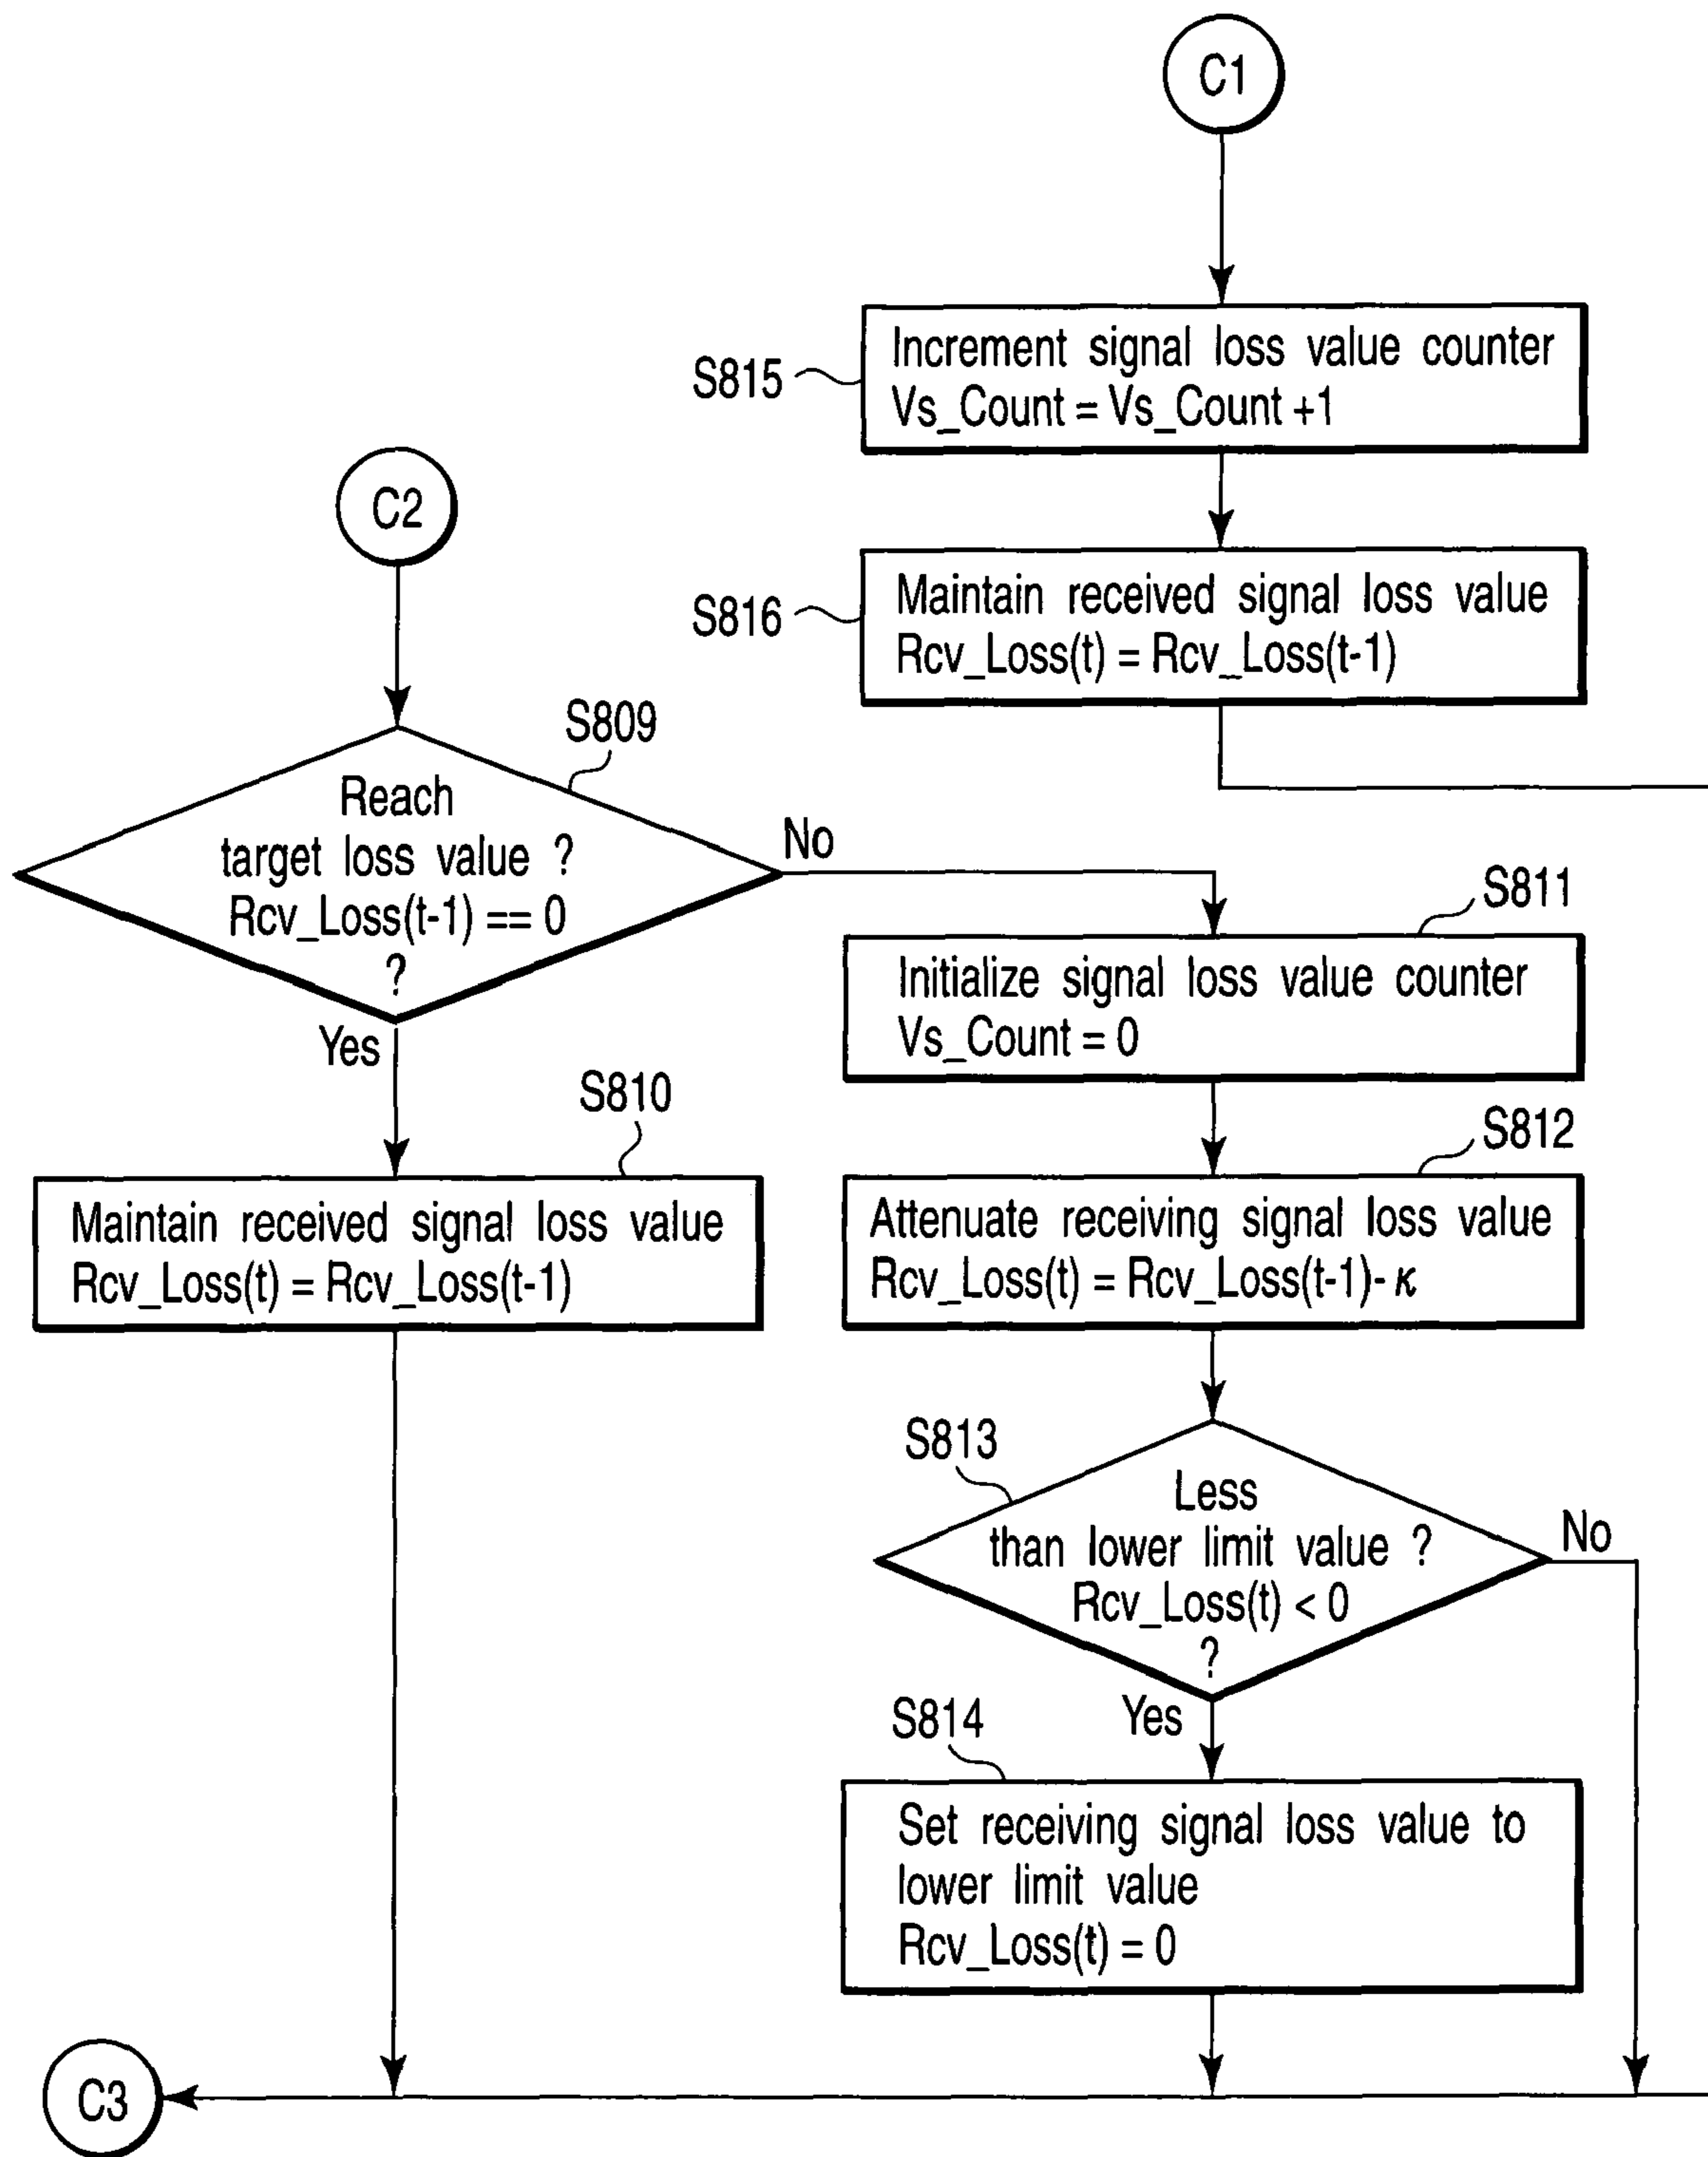 C1
S815
Increment signal loss value counter
Vs_Count = Vs_Count +1
C2
S816
Maintain received signal loss value
Rcv_Loss(t) = Rcv_Loss(t-1)
S809
Reach
target loss value ?
Rcv_Loss(t-1) == 0
?
No
Yes
S811
Initialize signal loss value counter
Vs_Count = 0
S810
Maintain received signal loss value
Rcv_Loss(t) = Rcv_Loss(t-1)
S812
Attenuate receiving signal loss value
Rcv_Loss(t) = Rcv_Loss(t-1)- κ
S813
Less
than lower limit value ?
Rcv_Loss(t) < 0
?
No
Yes
S814
Set receiving signal loss value to
lower limit value
Rcv_Loss(t) = 0
C3